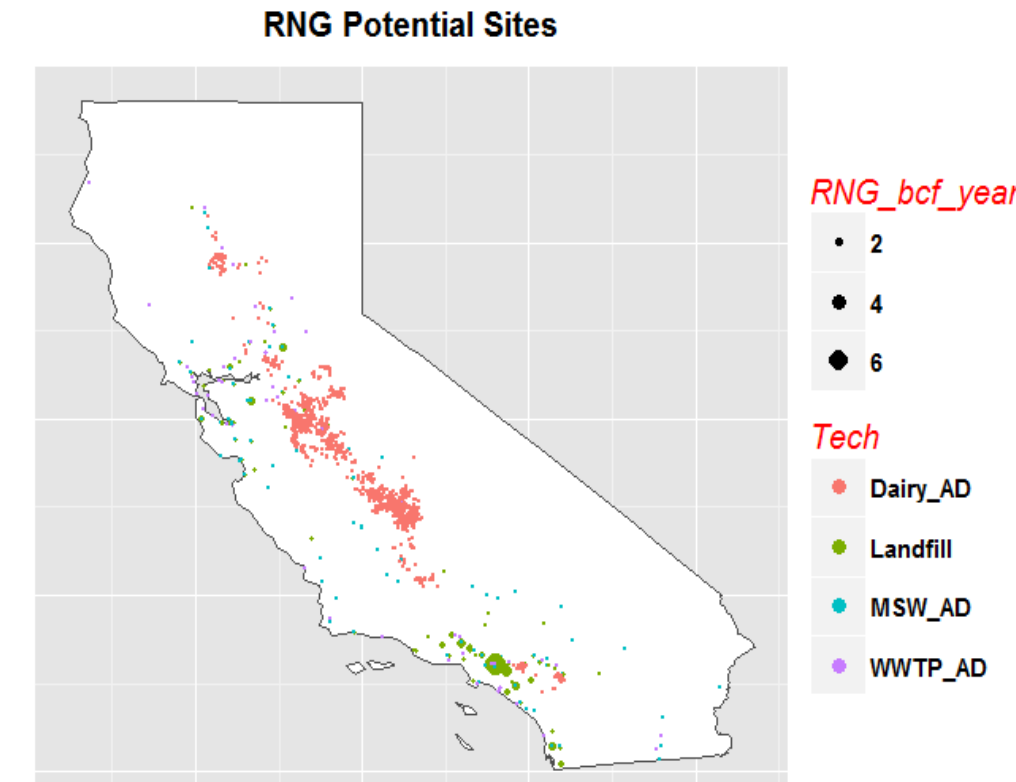 RNG Potential Sites
RNG_bcf_year
2
4
6
Tech
Dairy_AD
Landfill
MSW_AD
WWTP_AD